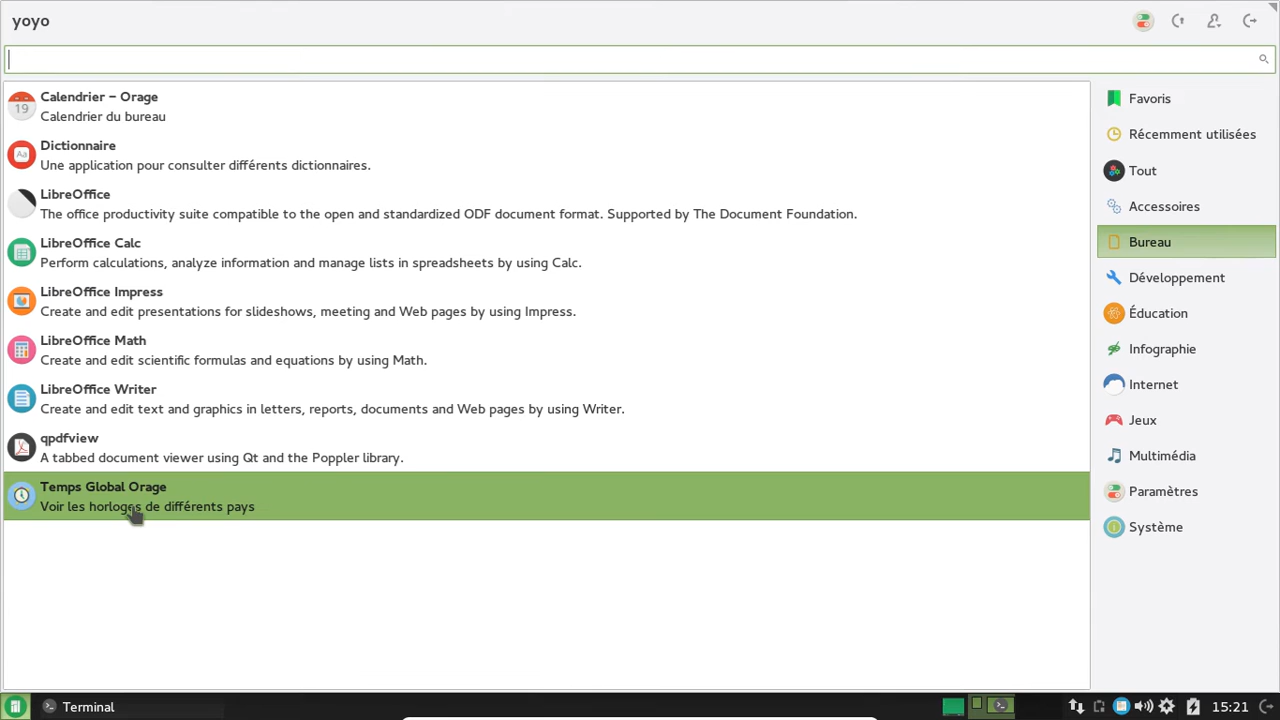 yoyo
Calendrier – Orage
Calendrier du bureau
Dictionnaire
Une application pour consulter différents dictionnaires.
LibreOffice
The office productivity suite compatible to the open and standardized ODF document format. Supported by The Document Foundation.
LibreOffice Calc
Perform calculations, analyze information and manage lists in spreadsheets by using Calc.
LibreOffice Impress
Create and edit presentations for slideshows, meeting and Web pages by using Impress.
LibreOffice Math
Create and edit scientific formulas and equations by using Math.
LibreOffice Writer
Create and edit text and graphics in letters, reports, documents and Web pages by using Writer.
qpdfview
A tabbed document viewer using Qt and the Poppler library.
Temps Global Orage
Voir les horloges de différents pays
Favoris
Récemment utilisées
Tout
Accessoires
Bureau
Développement
Éducation
Infographie
Internet
Jeux
Multimédia
Paramètres
Système
19
Aa
Terminal
15:21